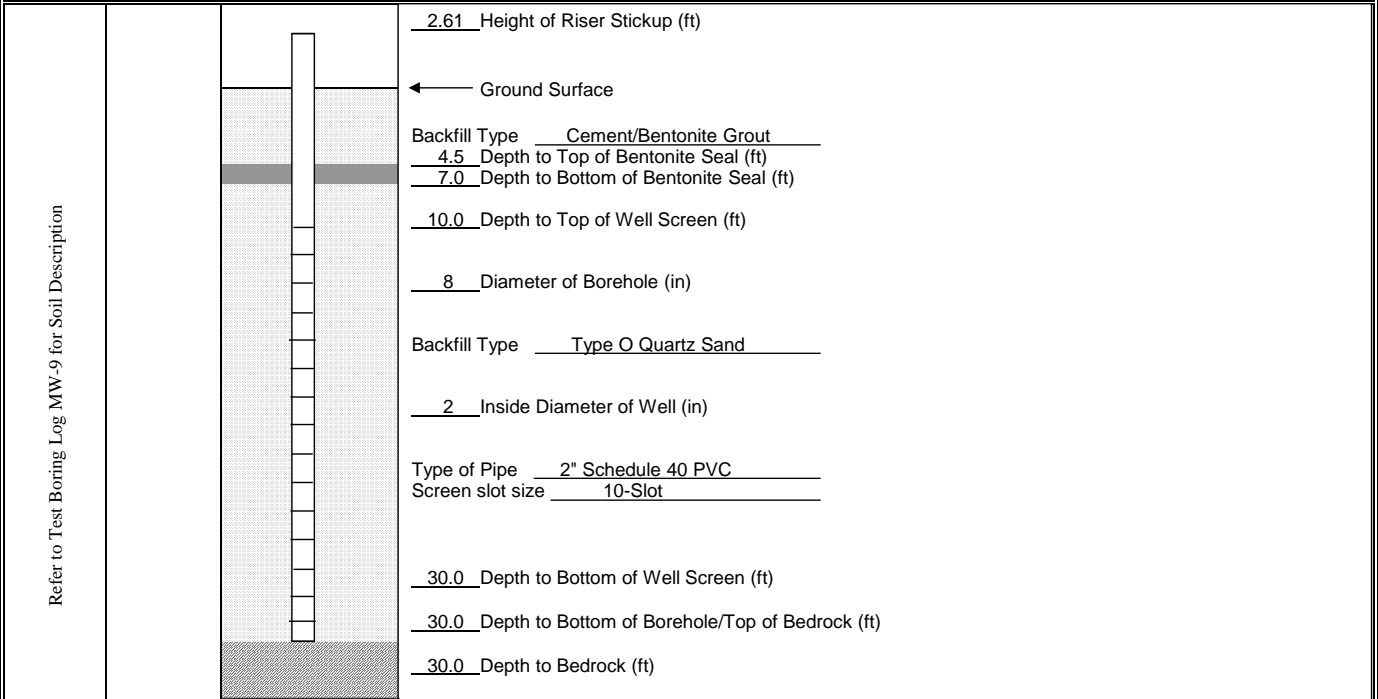 2.61 Height of Riser Stickup (ft)
Ground Surface
Backfill Type Cement/Bentonite Grout
4.5 Depth to Top of Bentonite Seal (ft)
7.0 Depth to Bottom of Bentonite Seal (ft)
10.0 Depth to Top of Well Screen (ft)
8 Diameter of Borehole (in)
Backfill Type Type O Quartz Sand
2 Inside Diameter of Well (in)
Type of Pipe 2" Schedule 40 PVC
Screen slot size 10-Slot
30.0 Depth to Bottom of Well Screen (ft)
30.0 Depth to Bottom of Borehole/Top of Bedrock (ft)
30.0 Depth to Bedrock (ft)
Refer to Test Boring Log MW-9 for Soil Description